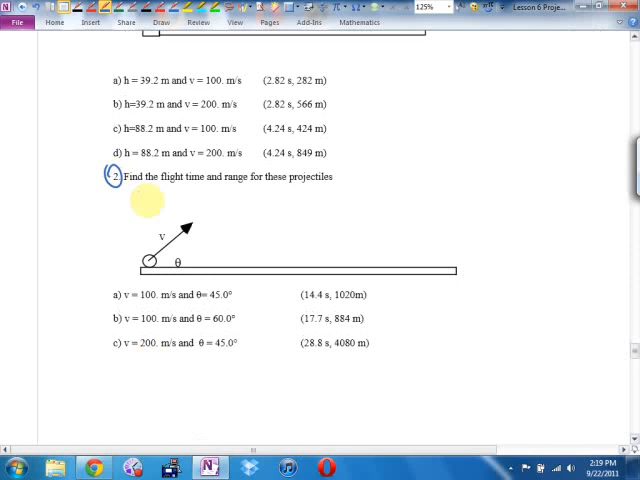 File Home Insert Share Draw Review View Add-Ins Mathematics
125% Lesson 6 Proje...
a) h = 39.2 m and v = 100. m/s (2.82 s, 282 m)
b) h=39.2 m and v = 200. m/s (2.82 s, 566 m)
c) h=88.2 m and v = 100. m/s (4.24 s, 424 m)
d) h = 88.2 m and v = 200. m/s (4.24 s, 849 m)
2. Find the flight time and range for these projectiles
v
θ
a) v = 100. m/s and θ= 45.0° (14.4 s, 1020m)
b) v = 100. m/s and θ = 60.0° (17.7 s, 884 m)
c) v = 200. m/s and θ = 45.0° (28.8 s, 4080 m)
2:19 PM
9/22/2011